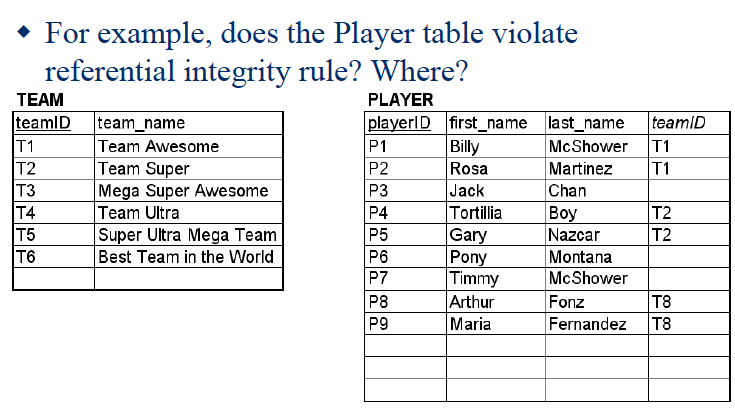 For example, does the Player table violate
referential integrity rule? Where?
TEAM
teamID team_name
T1 Team Awesome
T2 Team Super
T3 Mega Super Awesome
T4 Team Ultra
T5 Super Ultra Mega Team
T6 Best Team in the World
PLAYER
playerID first_name last_name teamID
P1 Billy McShower T1
P2 Rosa Martinez T1
P3 Jack Chan
P4 Tortillia Boy T2
P5 Gary Nazcar T2
P6 Pony Montana
P7 Timmy McShower
P8 Arthur Fonz T8
P9 Maria Fernandez T8